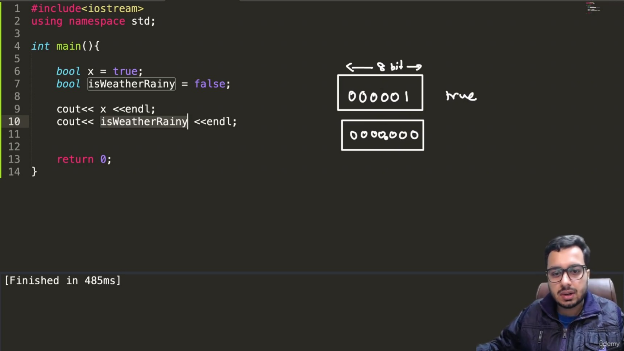 1 #include<iostream>
2 using namespace std;
3
4 int main(){
5
6 bool x = true;
7 bool isWeatherRainy = false;
8
9 cout<< x <<endl;
10 cout<< isWeatherRainy <<endl;
11
12
13 return 0;
14 }
8 bit
000001 true
0000000
[Finished in 485ms]
Udemy